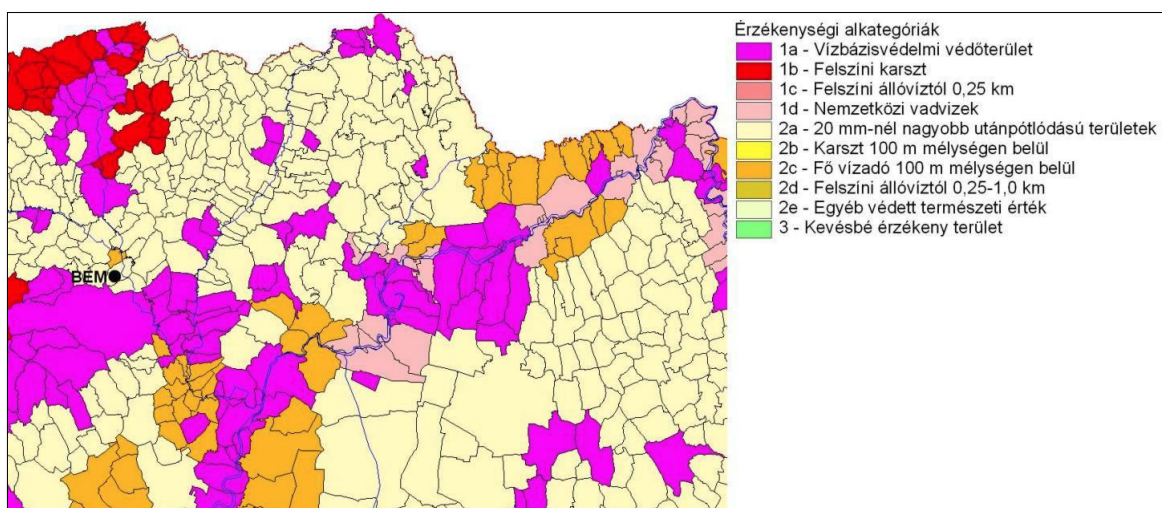 Érzékenységi alkategóriák
1a - Vízbázisvédelmi védőterület
1b - Felszíni karszt
1c - Felszíni állóvíztól 0,25 km
1d - Nemzetközi vadvizek
2a - 20 mm-nél nagyobb utánpótlódású területek
2b - Karszt 100 m mélységen belül
2c - Fő vízadó 100 m mélységen belül
2d - Felszíni állóvíztól 0,25-1,0 km
2e - Egyéb védett természeti érték
3 - Kevésbé érzékeny terület
BEM